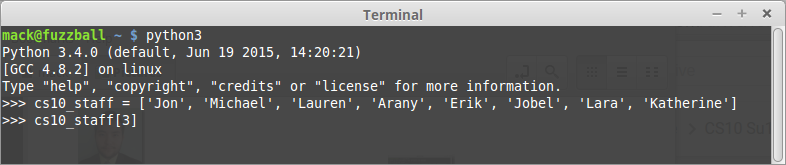 Terminal
mack@fuzzball ~ $ python3
Python 3.4.0 (default, Jun 19 2015, 14:20:21)
[GCC 4.8.2] on linux
Type "help", "copyright", "credits" or "license" for more information.
>>> cs10_staff = ['Jon', 'Michael', 'Lauren', 'Arany', 'Erik', 'Jobel', 'Lara', 'Katherine']
>>> cs10_staff[3]
CS10 Su1